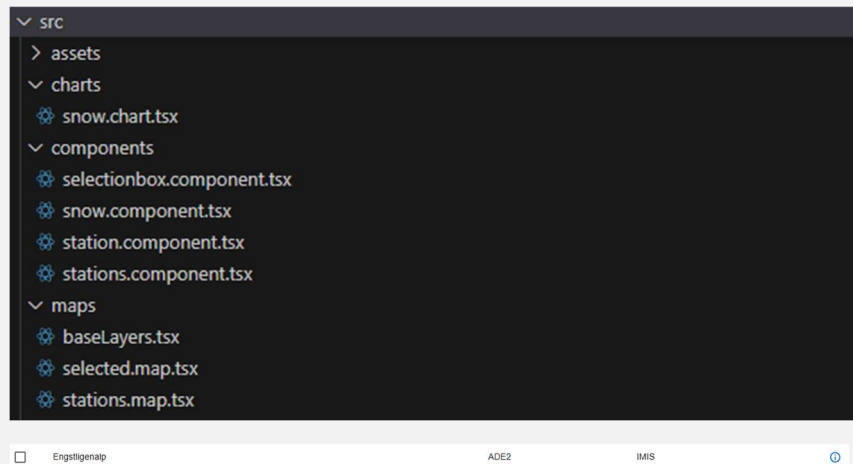 src
assets
charts
snow.chart.tsx
components
selectionbox.component.tsx
snow.component.tsx
station.component.tsx
stations.component.tsx
maps
baseLayers.tsx
selected.map.tsx
stations.map.tsx
Engstligenalp ADE2 IMIS